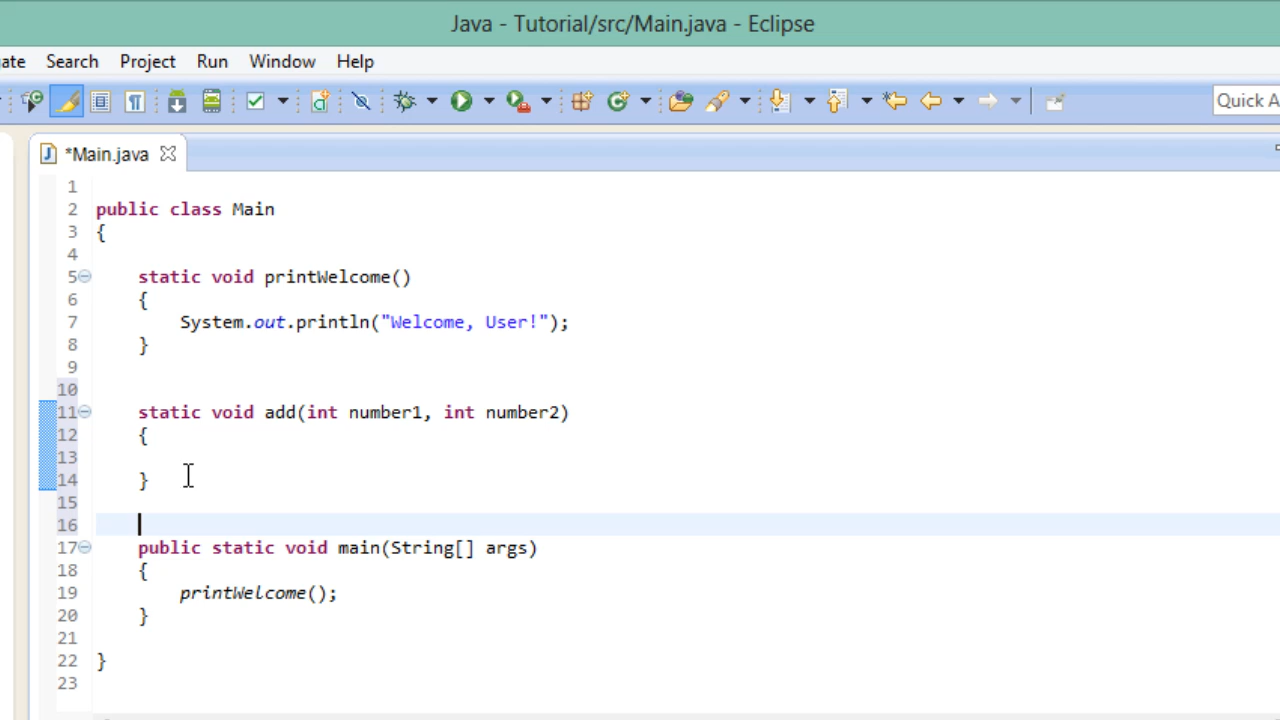 Java - Tutorial/src/Main.java - Eclipse
ate Search Project Run Window Help
Quick A
*Main.java
1
2 public class Main
3 {
4
5 static void printWelcome()
6 {
7 System.out.println("Welcome, User!");
8 }
9
10
11 static void add(int number1, int number2)
12 {
13
14 }
15
16
17 public static void main(String[] args)
18 {
19 printWelcome();
20 }
21
22 }
23